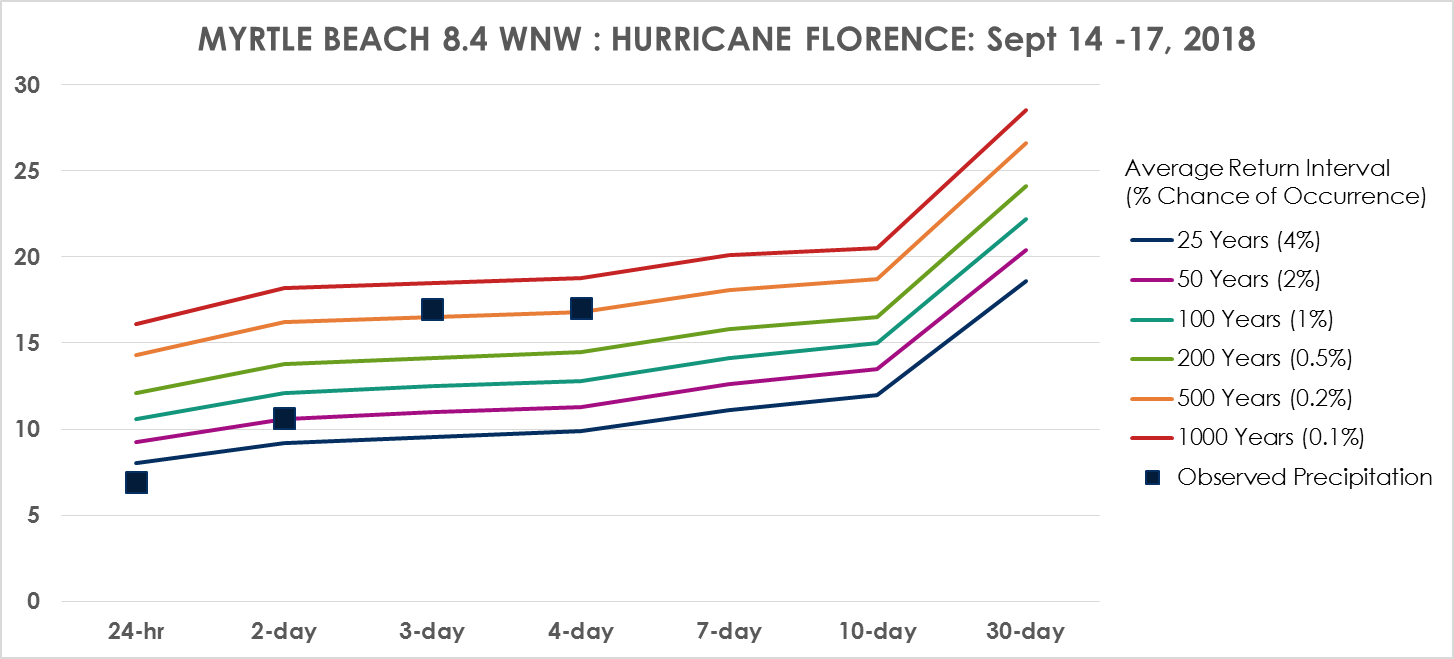 MYRTLE BEACH 8.4 WNW : HURRICANE FLORENCE: Sept 14 -17, 2018
30
25
20
15
10
5
0
24-hr 2-day 3-day 4-day 7-day 10-day 30-day
Average Return Interval
(% Chance of Occurrence)
25 Years (4%)
50 Years (2%)
100 Years (1%)
200 Years (0.5%)
500 Years (0.2%)
1000 Years (0.1%)
Observed Precipitation